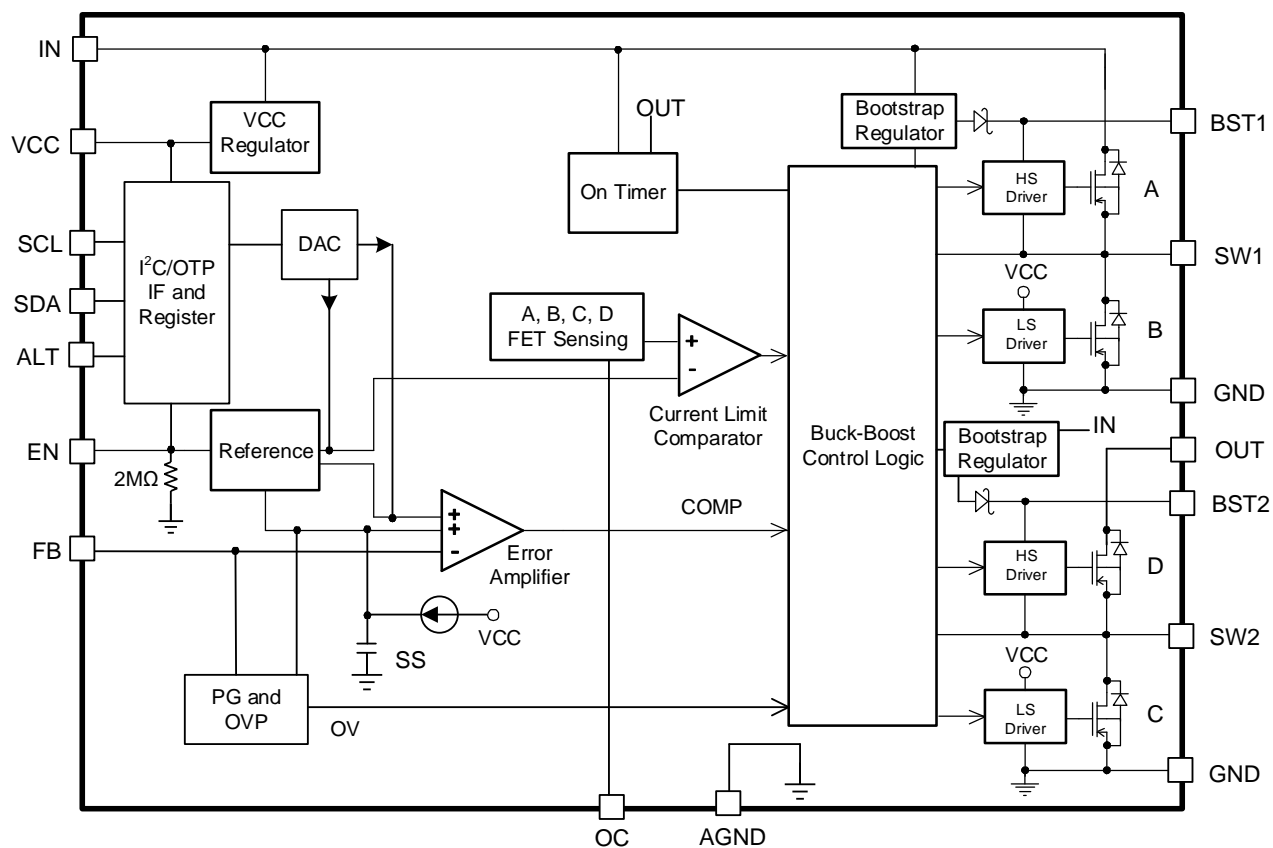 IN
VCC
Regulator
OUT
Bootstrap
Regulator
BST1
VCC
On Timer
HS
Driver
A
SCL
DAC
SW1
I²C/OTP
IF and
Register
VCC
SDA
A, B, C, D
FET Sensing
+
-
LS
Driver
B
ALT
Current Limit
Comparator
GND
Buck-Boost
Control Logic
Bootstrap
Regulator
IN
OUT
EN
Reference
2MΩ
COMP
BST2
+
+
-
FB
Error
Amplifier
HS
Driver
D
VCC
SS
SW2
VCC
PG and
OVP
OV
LS
Driver
C
GND
OC
AGND